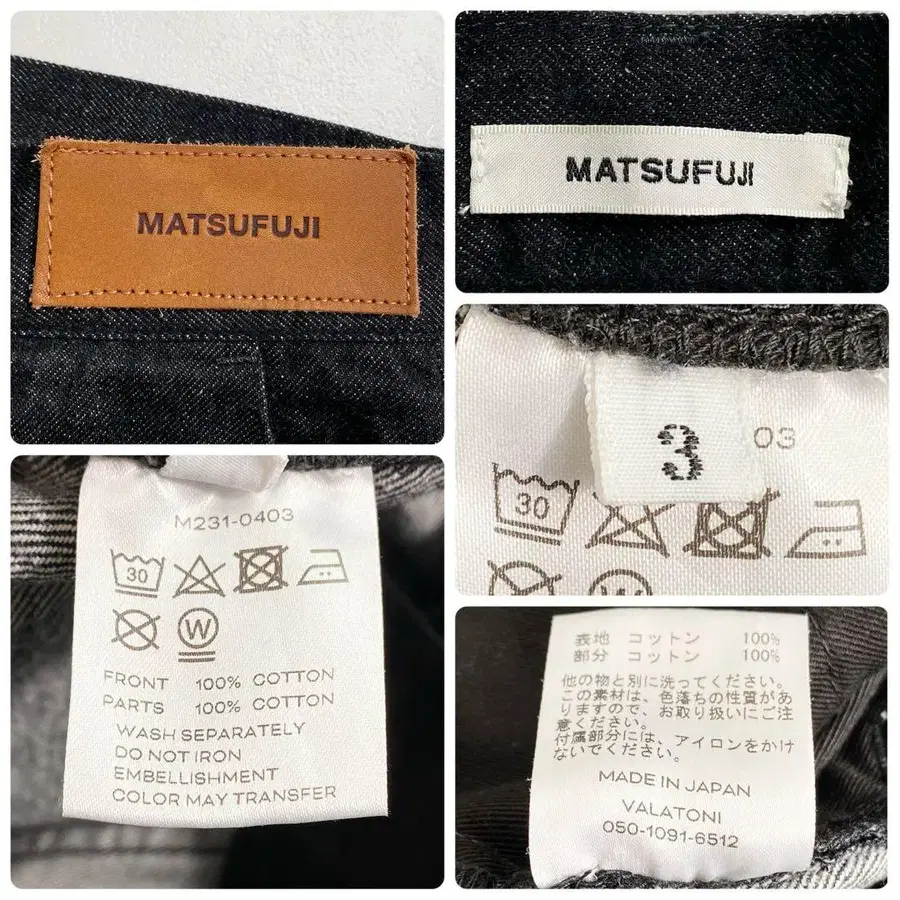 MATSUFUJI
MATSUFUJI
3
03
30
M231-0403
30
W
FRONT 100% COTTON
PARTS 100% COTTON
WASH SEPARATELY
DO NOT IRON
EMBELLISHMENT
COLOR MAY TRANSFER
表地 コットン 100%
部分 コットン 100%
他の物と別に洗ってください。
この素材は、色落ちの性質があ
りますので、お取り扱いにご注
意ください。
付属部分には、アイロンをかけ
ないでください。
MADE IN JAPAN
VALATONI
050-1091-6512